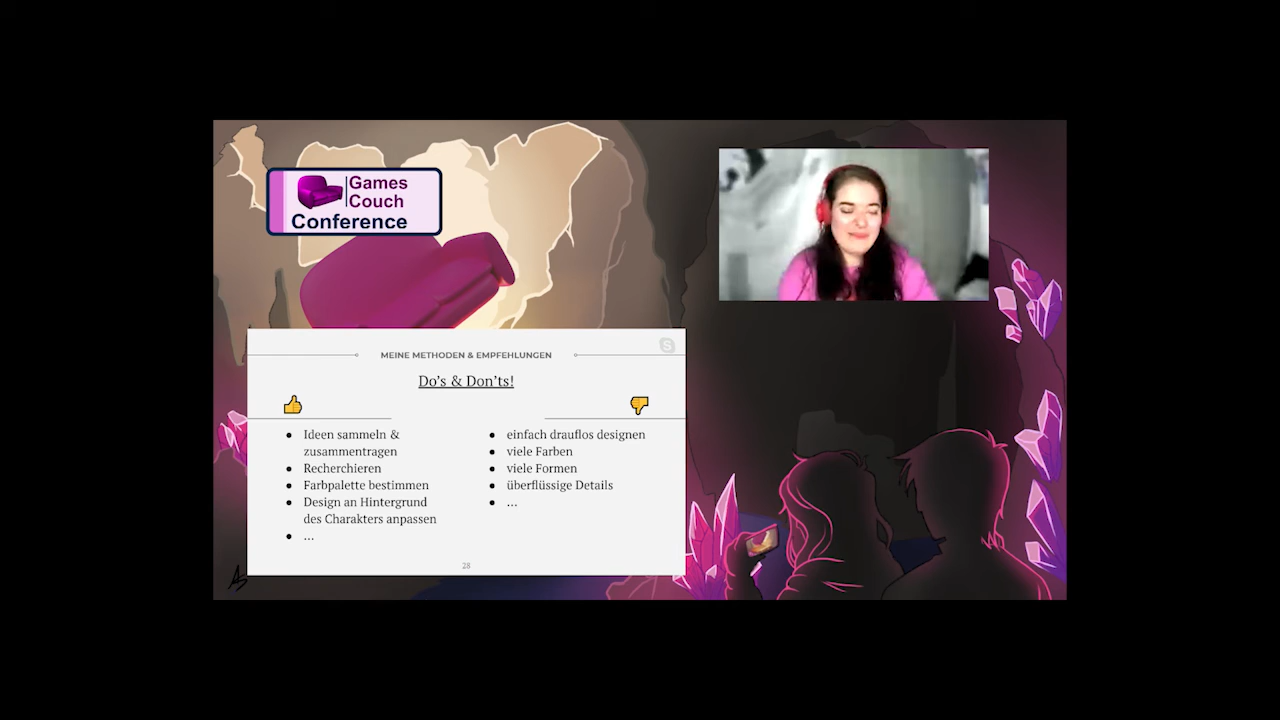 Games
Couch
Conference
MEINE METHODEN & EMPFEHLUNGEN
S
Do's & Don'ts!
● Ideen sammeln &
zusammentragen
● Recherchieren
● Farbpalette bestimmen
● Design an Hintergrund
des Charakters anpassen
● ...
● einfach drauflos designen
● viele Farben
● viele Formen
● überflüssige Details
● ...
28